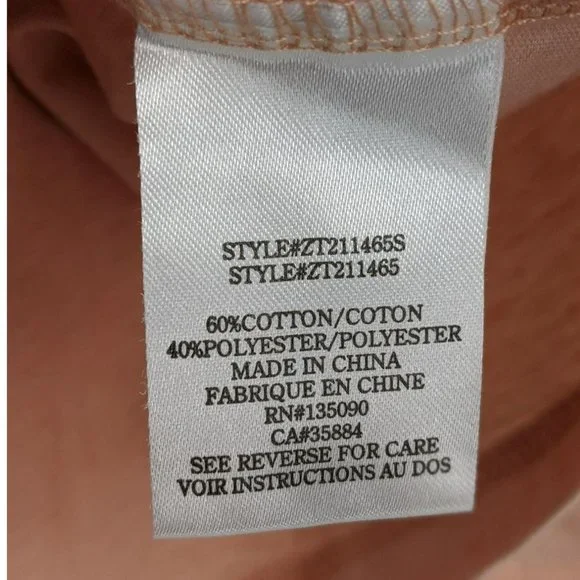 STYLE#ZT211465S
STYLE#ZT211465
60%COTTON/COTON
40%POLYESTER/POLYESTER
MADE IN CHINA
FABRIQUE EN CHINE
RN#135090
CA#35884
SEE REVERSE FOR CARE
VOIR INSTRUCTIONS AU DOS